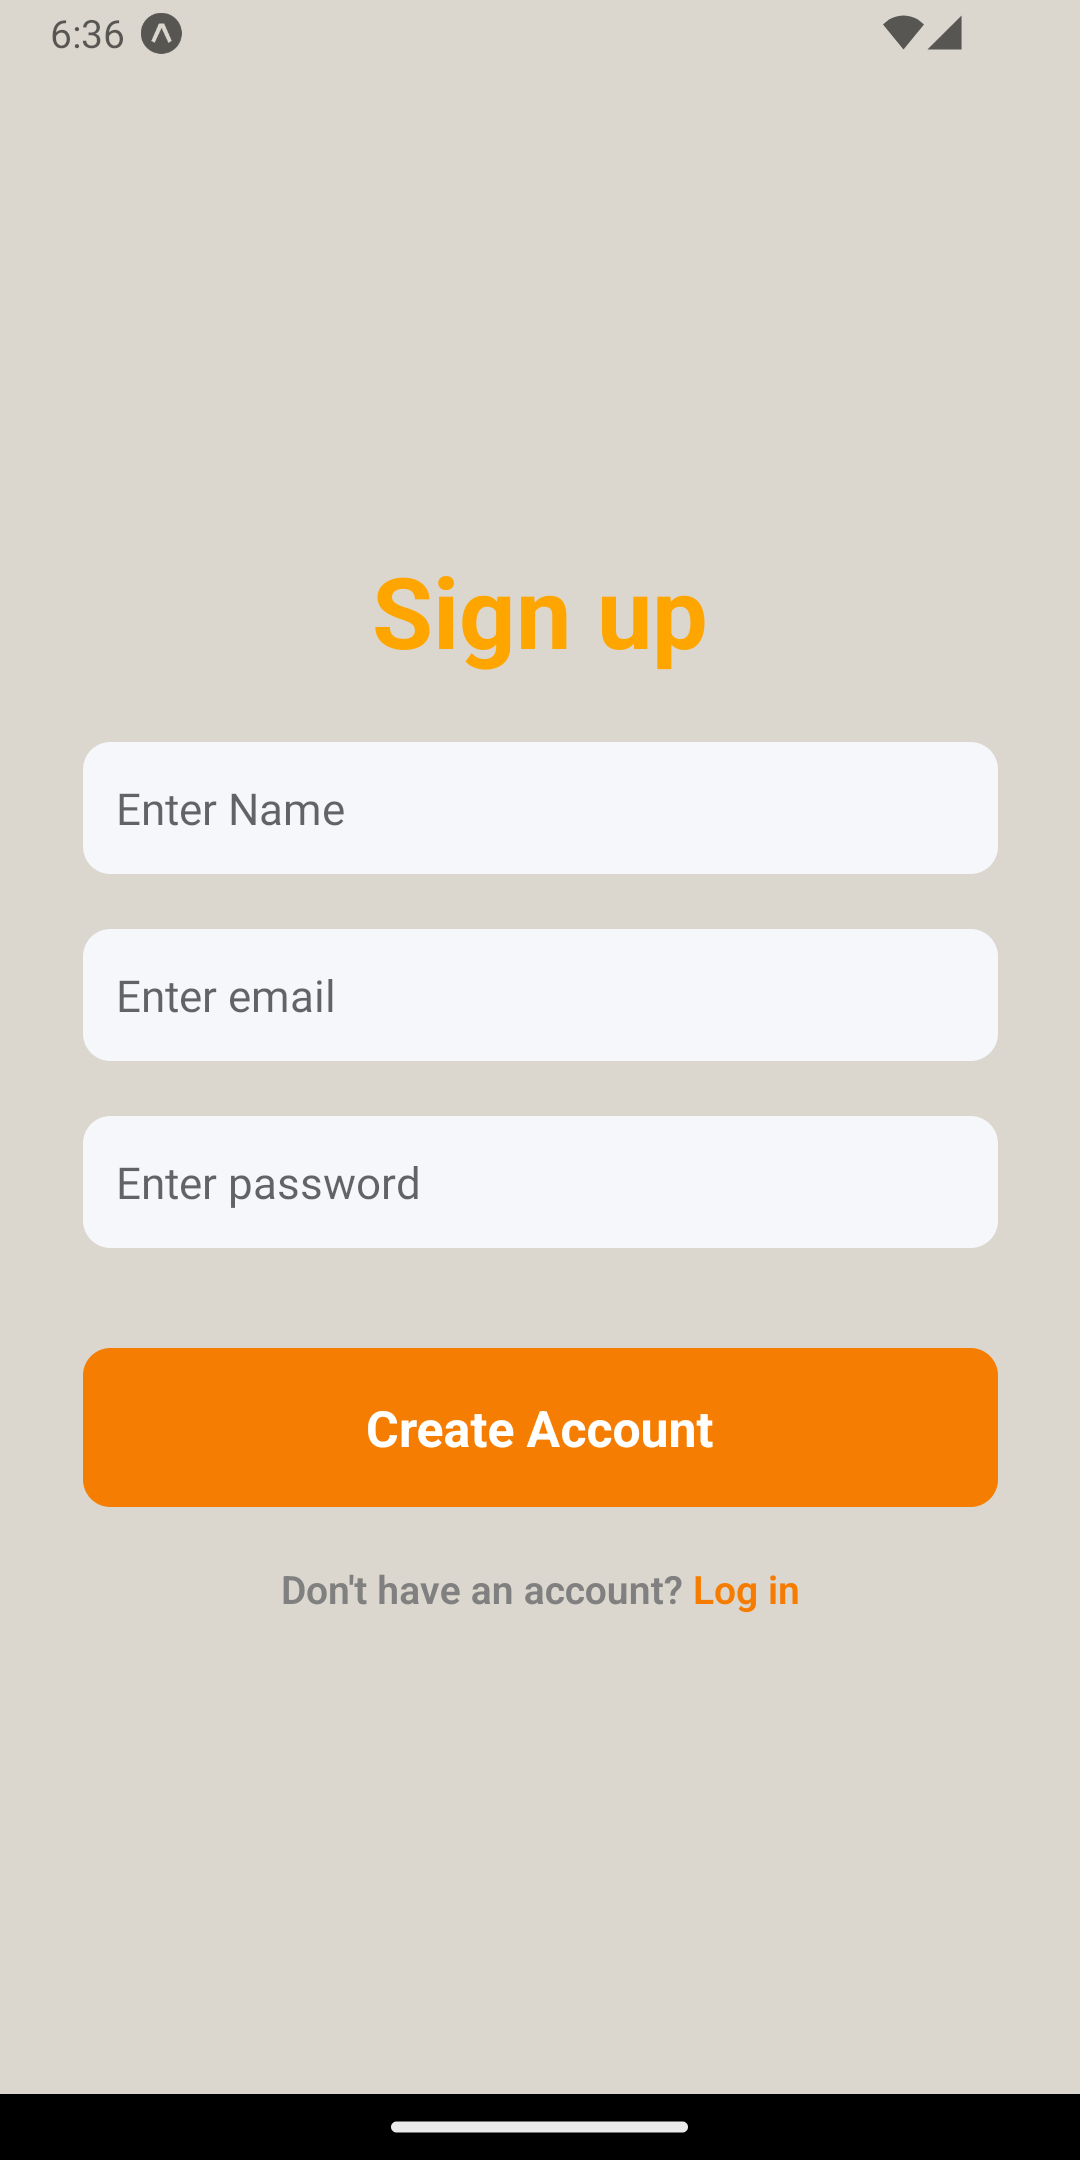 6:36
Sign up
Enter Name
Enter email
Enter password
Create Account
Don't have an account? Log in